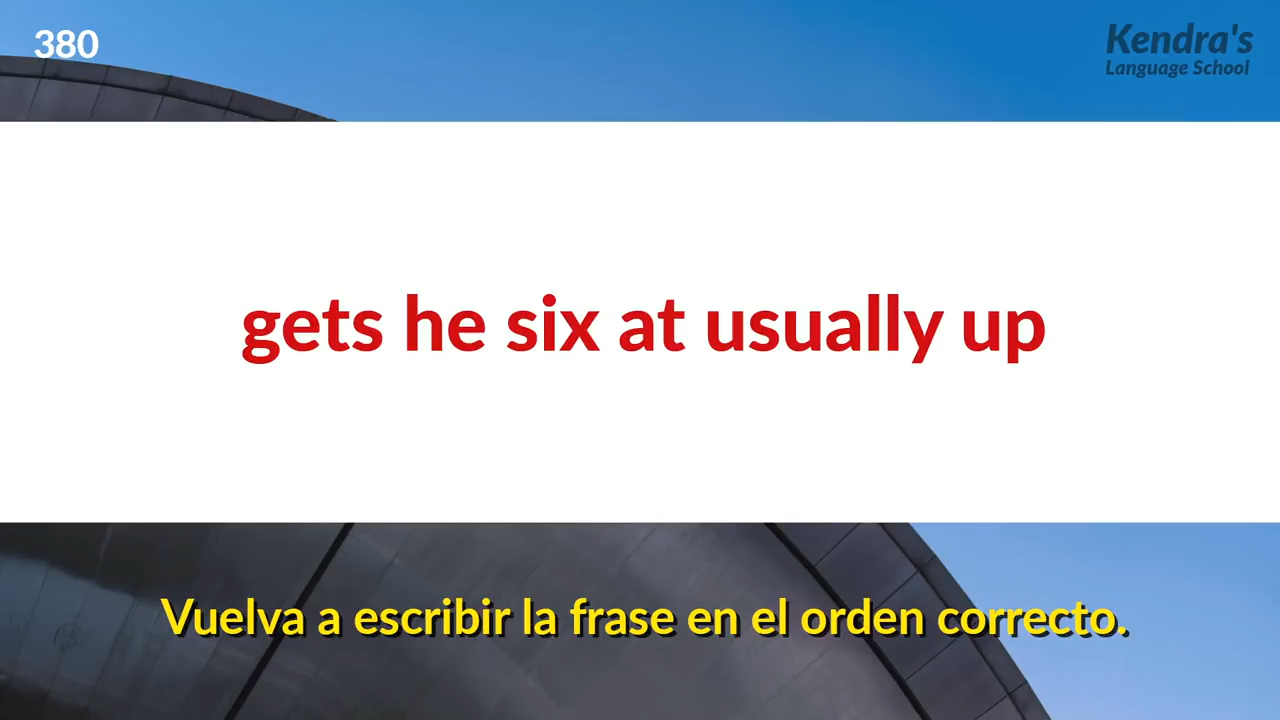 380
Kendra's
Language School
gets he six at usually up
Vuelva a escribir la frase en el orden correcto.